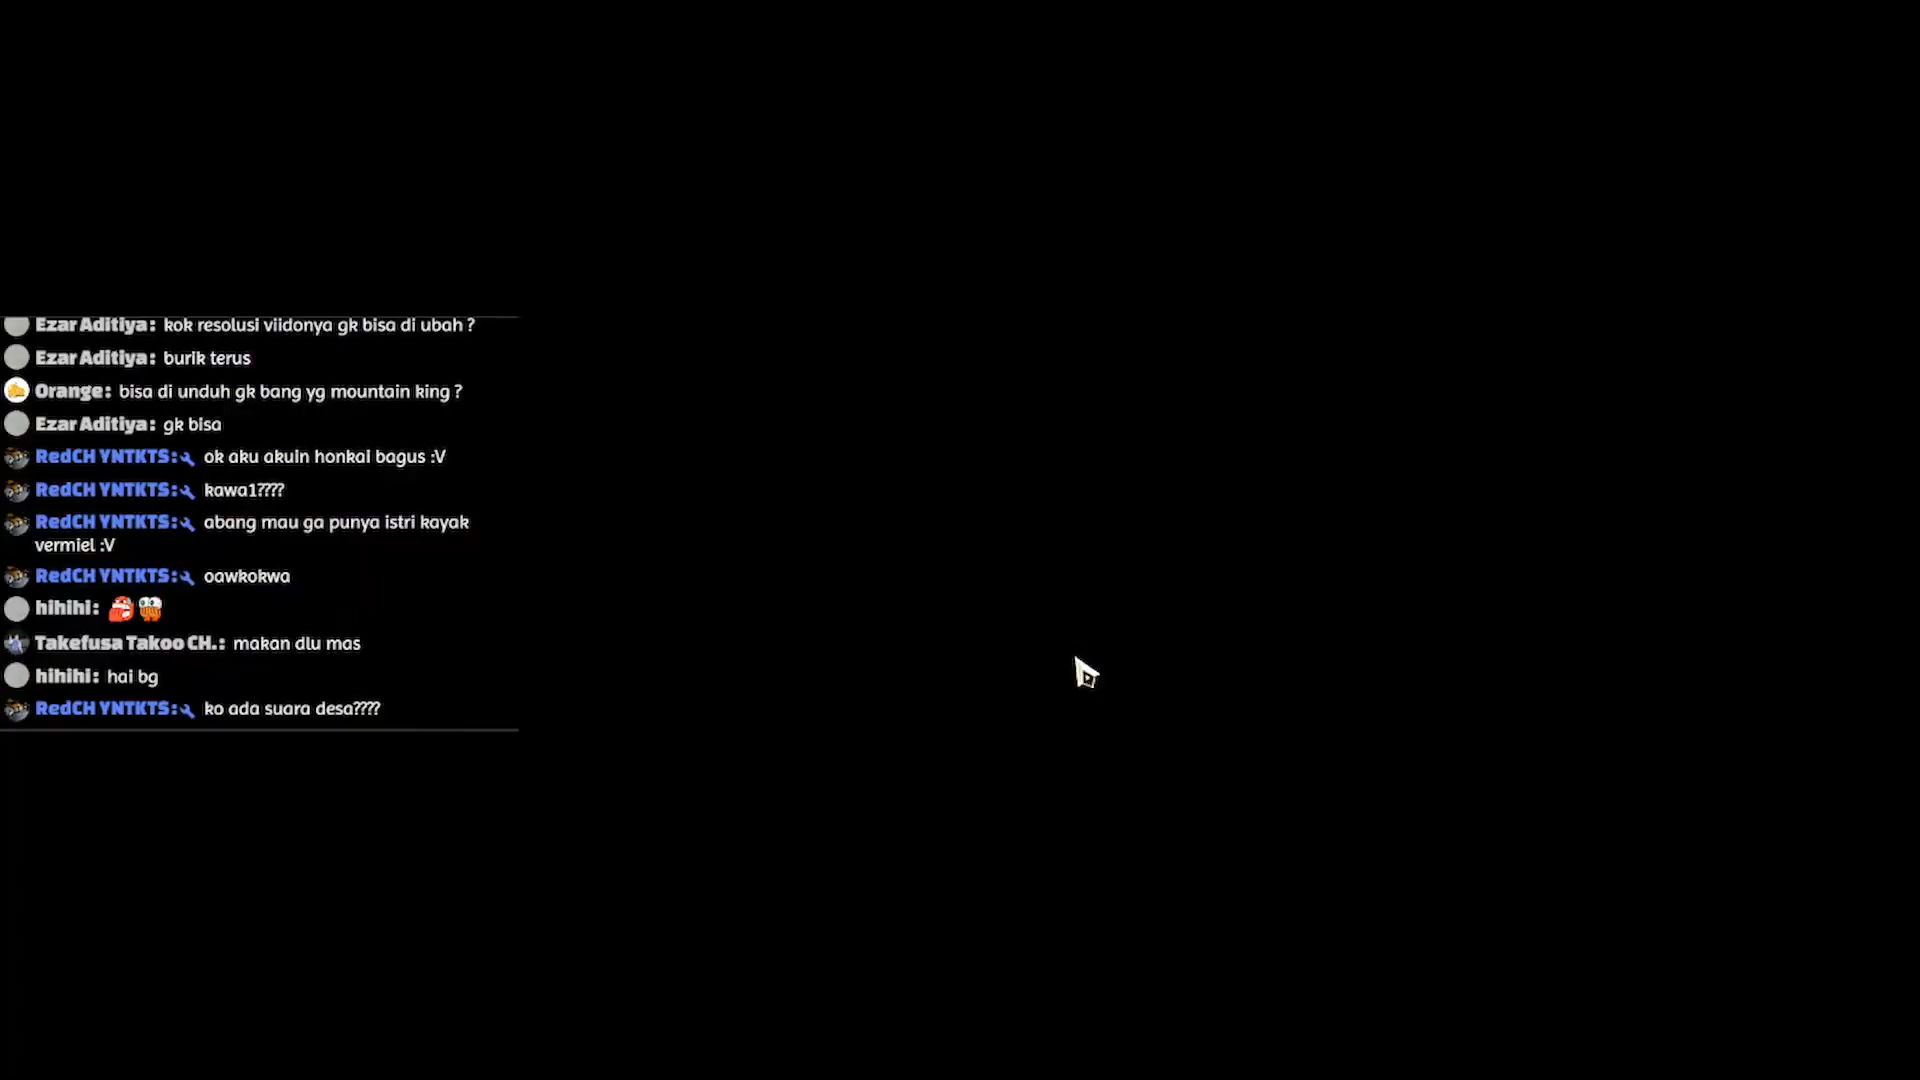 Ezar Aditiya: kok resolusi viidonya gk bisa di ubah ?
Ezar Aditiya: burik terus
Orange: bisa di unduh gk bang yg mountain king ?
Ezar Aditiya: gk bisa
RedCH YNTKTS: ok aku akuin honkai bagus :V
RedCH YNTKTS: kawa1????
RedCH YNTKTS: abang mau ga punya istri kayak
vermiel :V
RedCH YNTKTS: oawkokwa
hihihi:
Takefusa Takoo CH.: makan dlu mas
hihihi: hai bg
RedCH YNTKTS: ko ada suara desa????